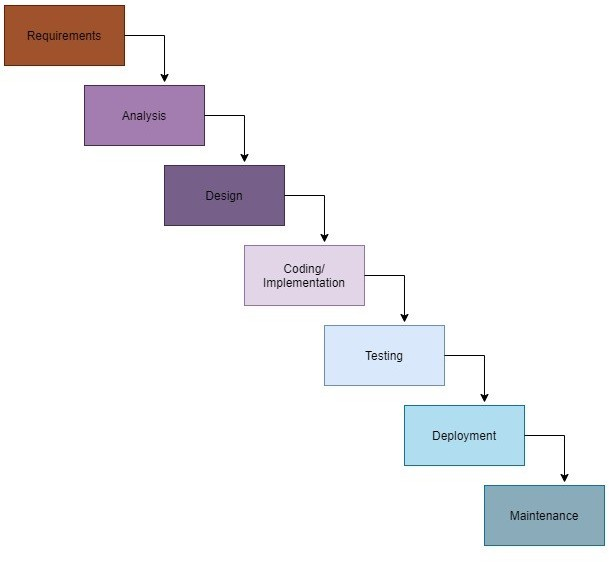 Requirements
Analysis
Design
Coding/
Implementation
Testing
Deployment
Maintenance